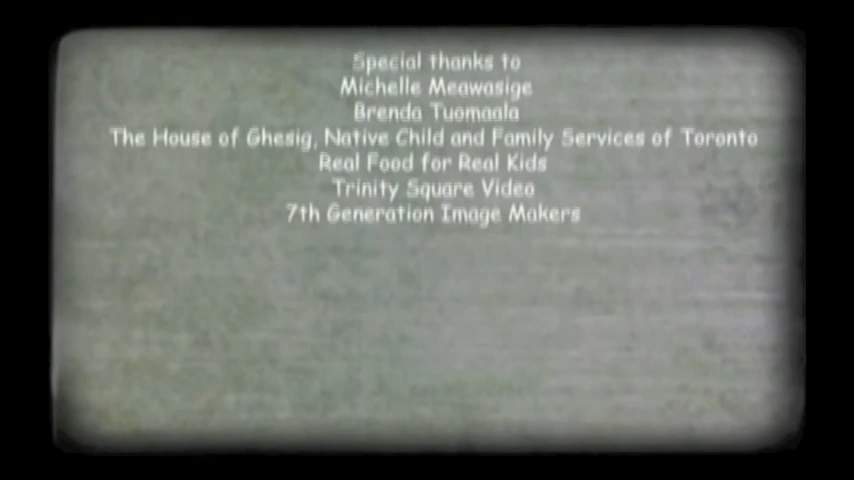 Special thanks to
Michelle Meawasige
Brenda Tuomaala
The House of Ghesig, Native Child and Family Services of Toronto
Real Food for Real Kids
Trinity Square Video
7th Generation Image Makers